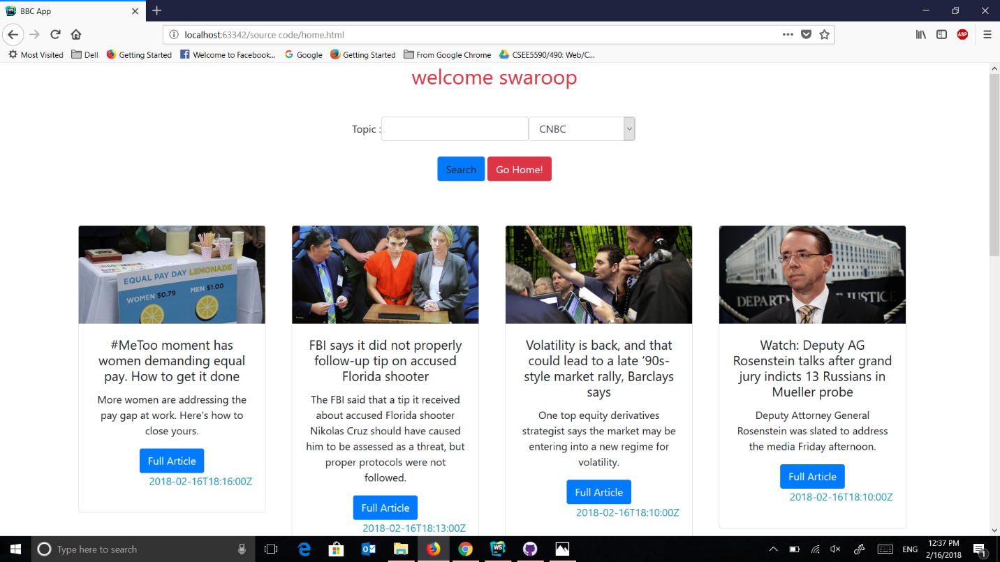 BBC App
localhost:63342/source code/home.html
Most Visited Dell Getting Started Welcome to Facebook... Google Getting Started From Google Chrome CSEE5590/490: Web/C...
welcome swaroop
Topic : CNBC
Search Go Home!
EQUAL PAY DAY LEMONADE
WOMEN $0.79 MEN $1.00
#MeToo moment has
women demanding equal
pay. How to get it done
More women are addressing the
pay gap at work. Here's how to
close yours.
Full Article
2018-02-16T18:16:00Z
FBI says it did not properly
follow-up tip on accused
Florida shooter
The FBI said that a tip it received
about accused Florida shooter
Nikolas Cruz should have caused
him to be assessed as a threat, but
proper protocols were not
followed.
Full Article
2018-02-16T18:13:00Z
Volatility is back, and that
could lead to a late ‘90s-
style market rally, Barclays
says
One top equity derivatives
strategist says the market may be
entering into a new regime for
volatility.
Full Article
2018-02-16T18:10:00Z
Watch: Deputy AG
Rosenstein talks after grand
jury indicts 13 Russians in
Mueller probe
Deputy Attorney General
Rosenstein was slated to address
the media Friday afternoon.
Full Article
2018-02-16T18:10:00Z
Type here to search
ENG
12:37 PM
2/16/2018